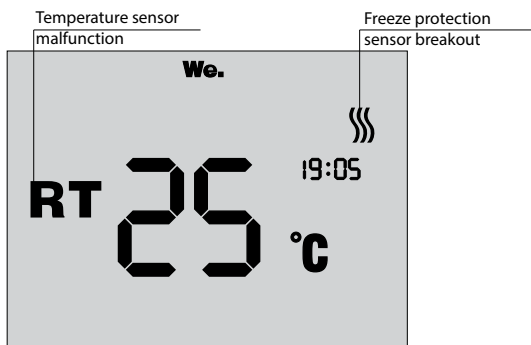 Temperature sensor
malfunction
Freeze protection
sensor breakout
We.
19:05
RT 25 °C